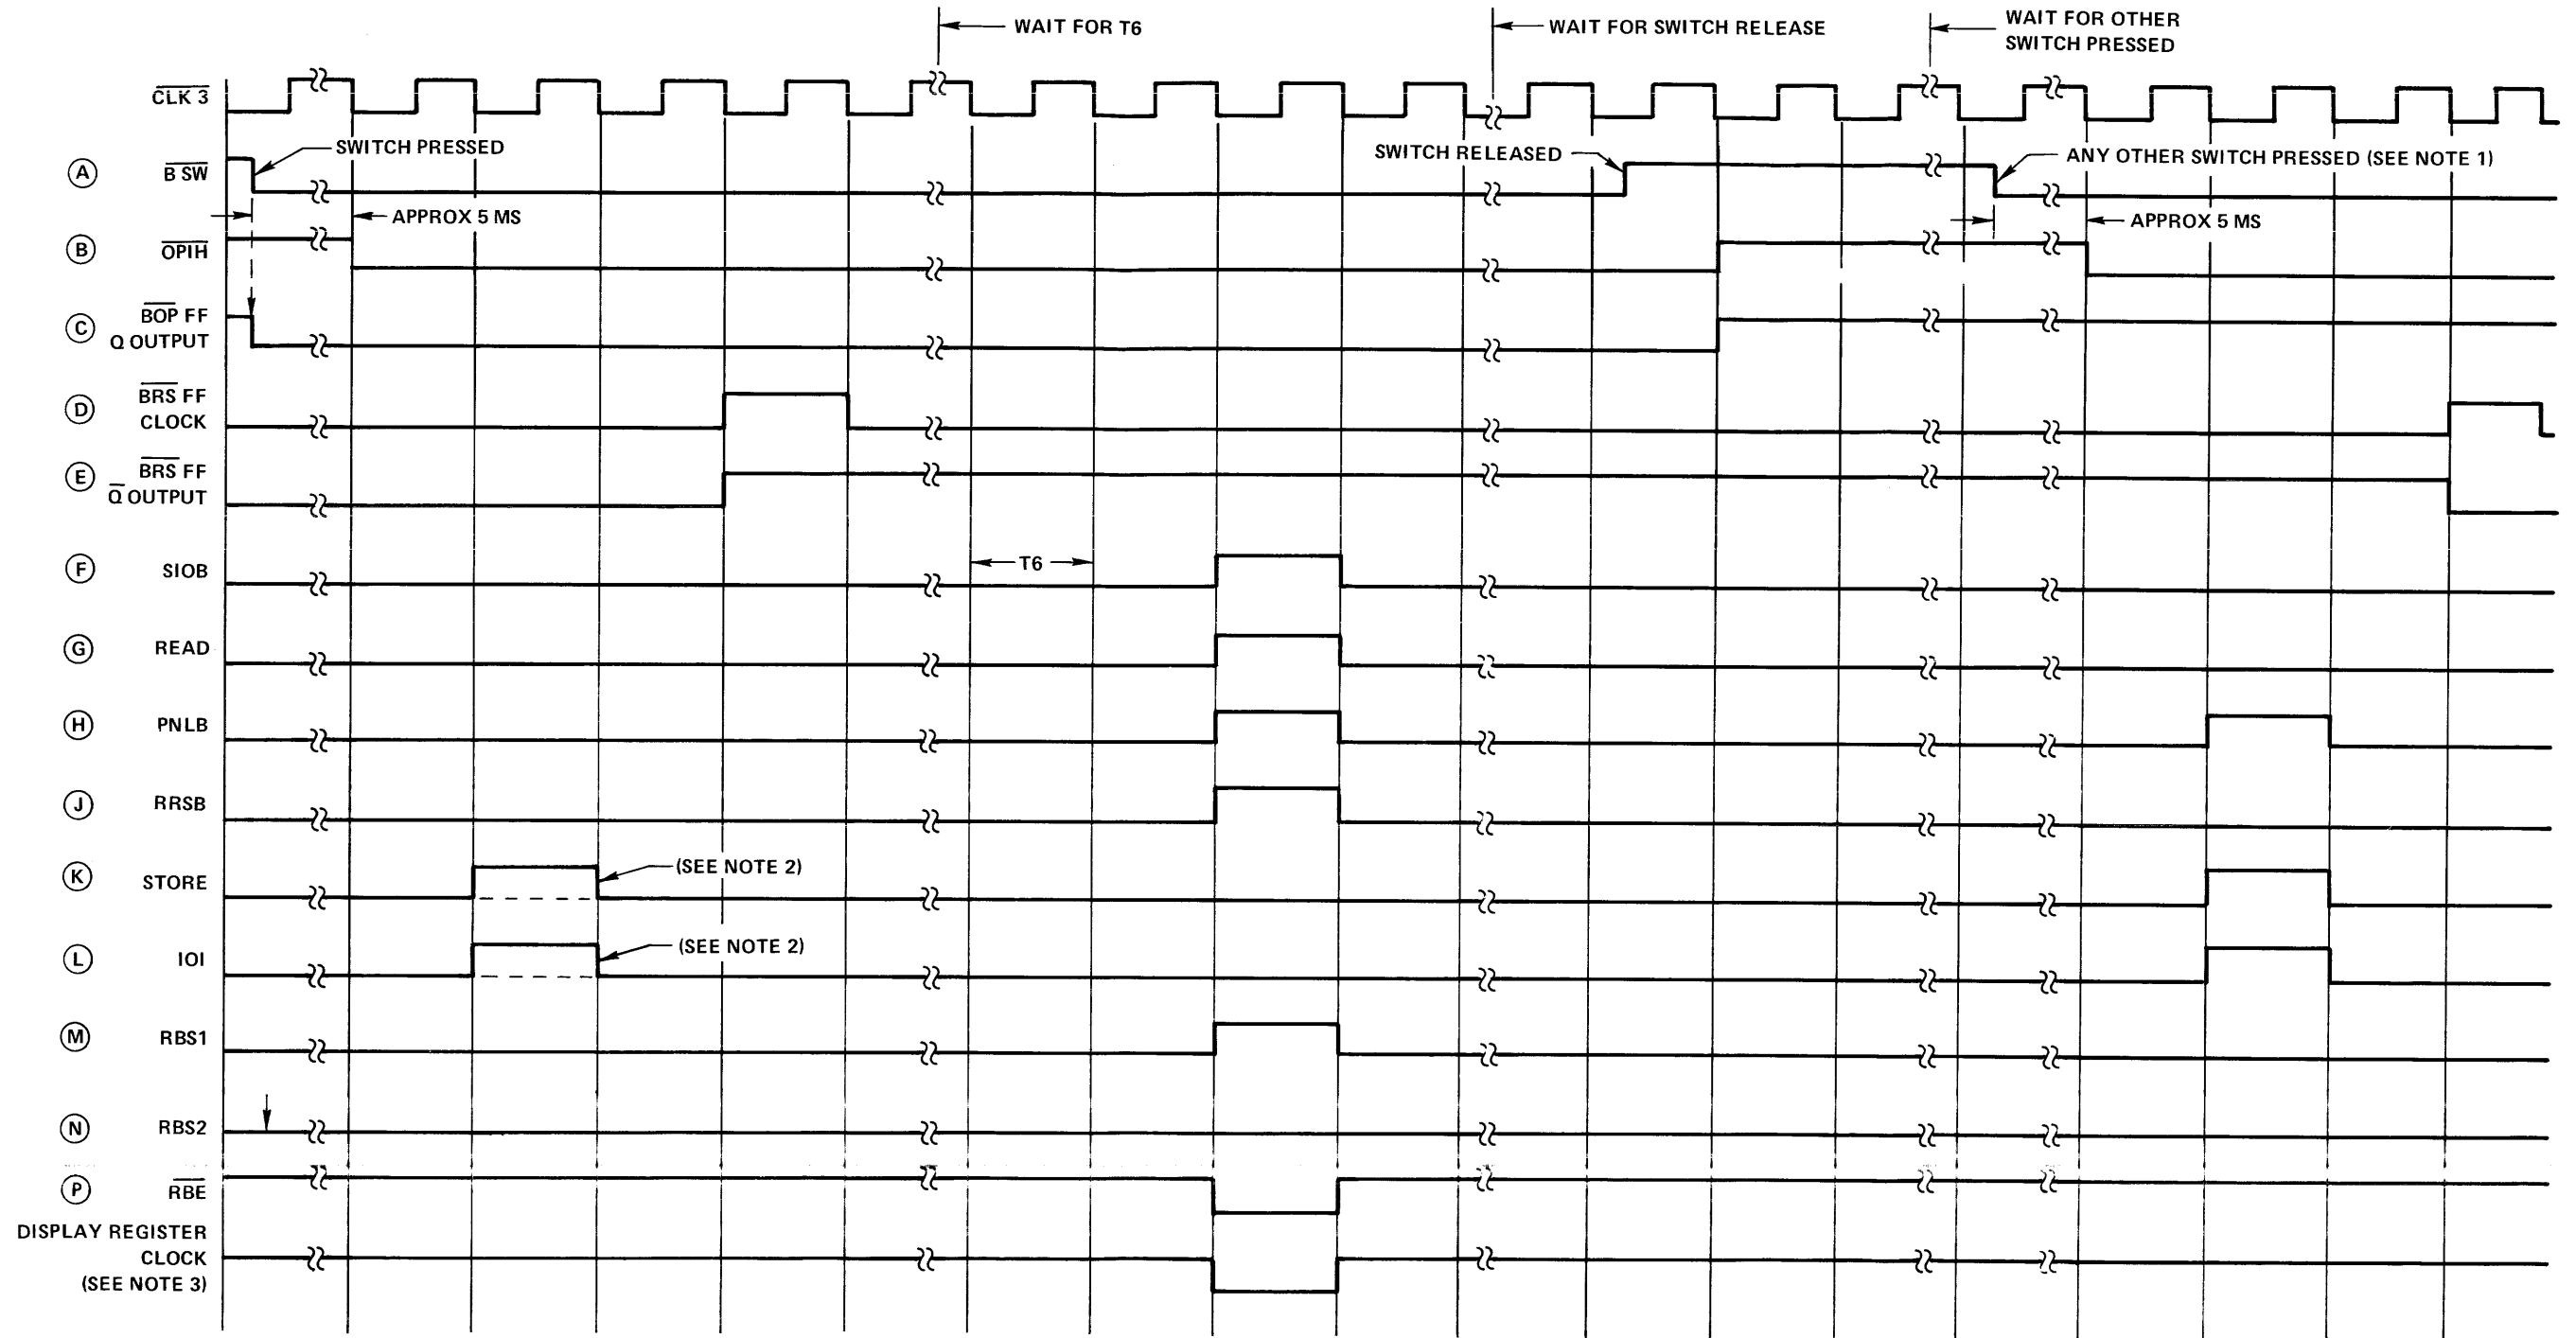 WAIT FOR T6
WAIT FOR SWITCH RELEASE
WAIT FOR OTHER
SWITCH PRESSED
CLK 3
A B SW
SWITCH PRESSED
SWITCH RELEASED
ANY OTHER SWITCH PRESSED (SEE NOTE 1)
APPROX 5 MS
APPROX 5 MS
B OPIH
C BOP FF
Q OUTPUT
D BRS FF
CLOCK
E BRS FF
Q̅ OUTPUT
F SIOB
T6
G READ
H PNLB
J RRSB
K STORE
(SEE NOTE 2)
L IOI
(SEE NOTE 2)
M RBS1
N RBS2
P RBE
DISPLAY REGISTER
CLOCK
(SEE NOTE 3)